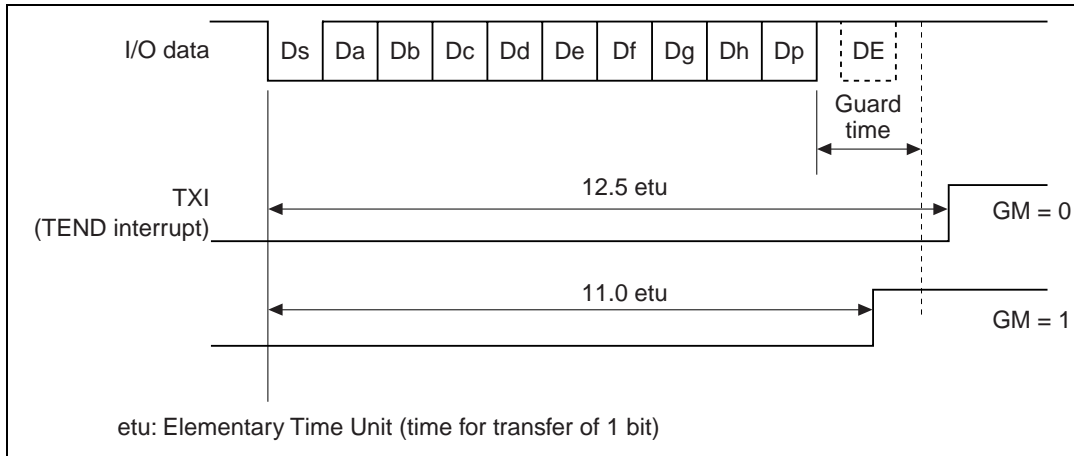 I/O data
Ds Da Db Dc Dd De Df Dg Dh Dp DE
Guard
time
TXI
(TEND interrupt)
12.5 etu
GM = 0
11.0 etu
GM = 1
etu: Elementary Time Unit (time for transfer of 1 bit)